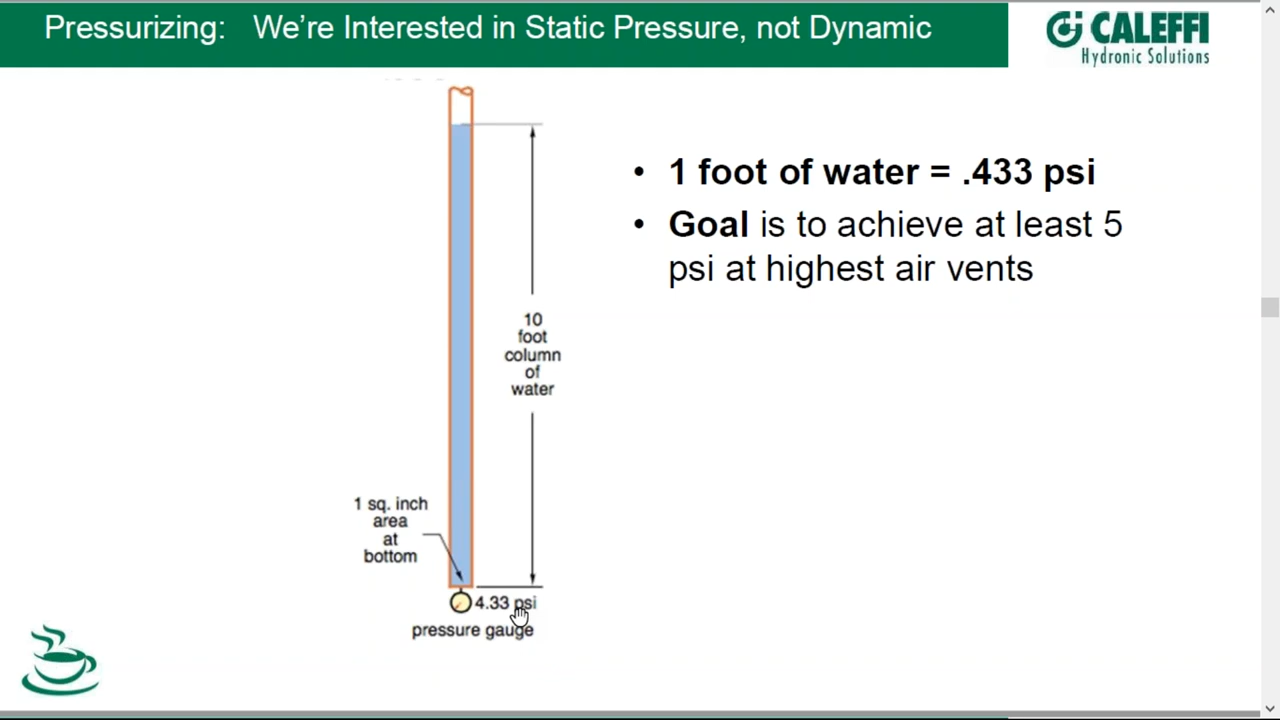 Pressurizing: We're Interested in Static Pressure, not Dynamic
CALEFFI
Hydronic Solutions
• 1 foot of water = .433 psi
• Goal is to achieve at least 5
psi at highest air vents
10
foot
column
of
water
1 sq. inch
area
at
bottom
4.33 psi
pressure gauge